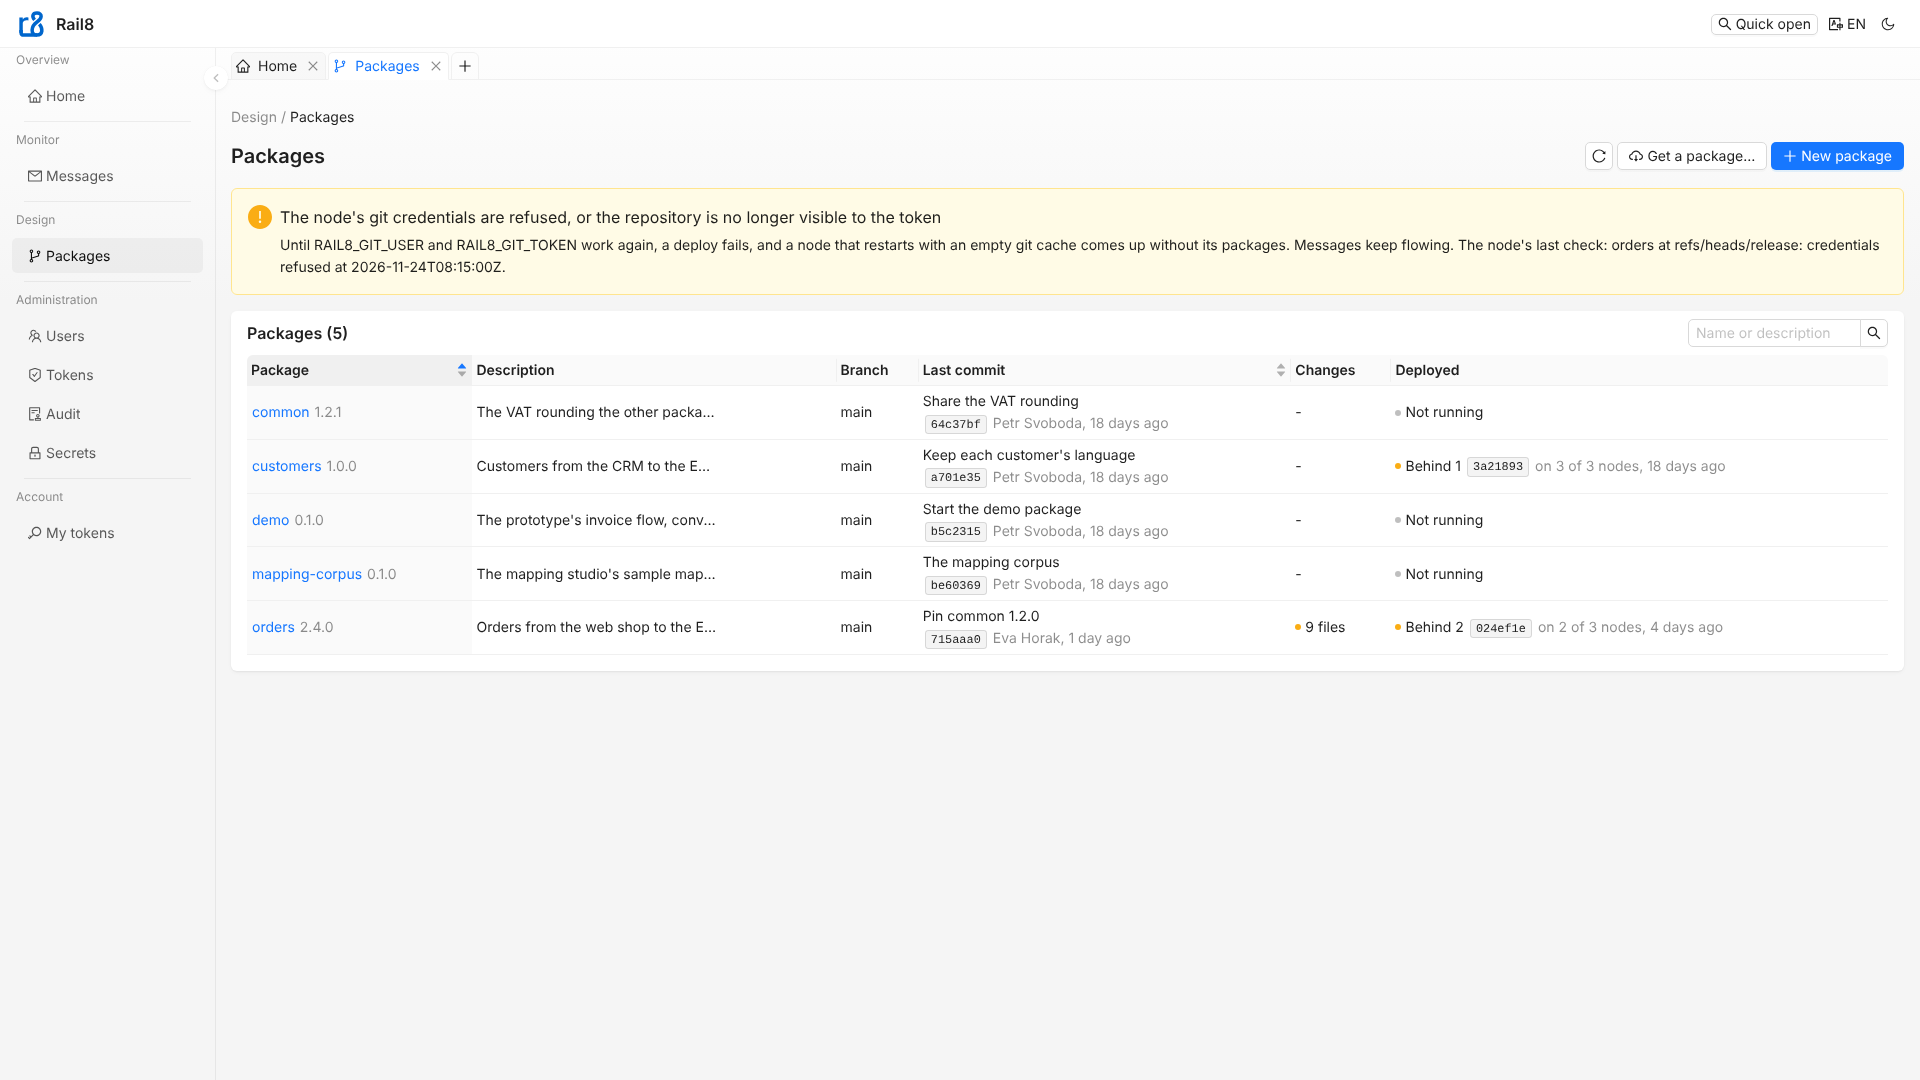 r8 Rail8
Quick open
EN
Overview
Home
Monitor
Messages
Design
Packages
Administration
Users
Tokens
Audit
Secrets
Account
My tokens
Home
Packages
Design / Packages
Packages
Get a package...
New package
The node's git credentials are refused, or the repository is no longer visible to the token
Until RAIL8_GIT_USER and RAIL8_GIT_TOKEN work again, a deploy fails, and a node that restarts with an empty git cache comes up without its packages. Messages keep flowing. The node's last check: orders at refs/heads/release: credentials
refused at 2026-11-24T08:15:00Z.
Packages (5)
Name or description
Package Description Branch Last commit Changes Deployed
common 1.2.1 The VAT rounding the other packa... main Share the VAT rounding - Not running
64c37bf Petr Svoboda, 18 days ago
customers 1.0.0 Customers from the CRM to the E... main Keep each customer's language - Behind 1 3a21893 on 3 of 3 nodes, 18 days ago
a701e35 Petr Svoboda, 18 days ago
demo 0.1.0 The prototype's invoice flow, conv... main Start the demo package - Not running
b5c2315 Petr Svoboda, 18 days ago
mapping-corpus 0.1.0 The mapping studio's sample map... main The mapping corpus - Not running
be60369 Petr Svoboda, 18 days ago
orders 2.4.0 Orders from the web shop to the E... main Pin common 1.2.0 9 files Behind 2 024ef1e on 2 of 3 nodes, 4 days ago
715aaa0 Eva Horak, 1 day ago